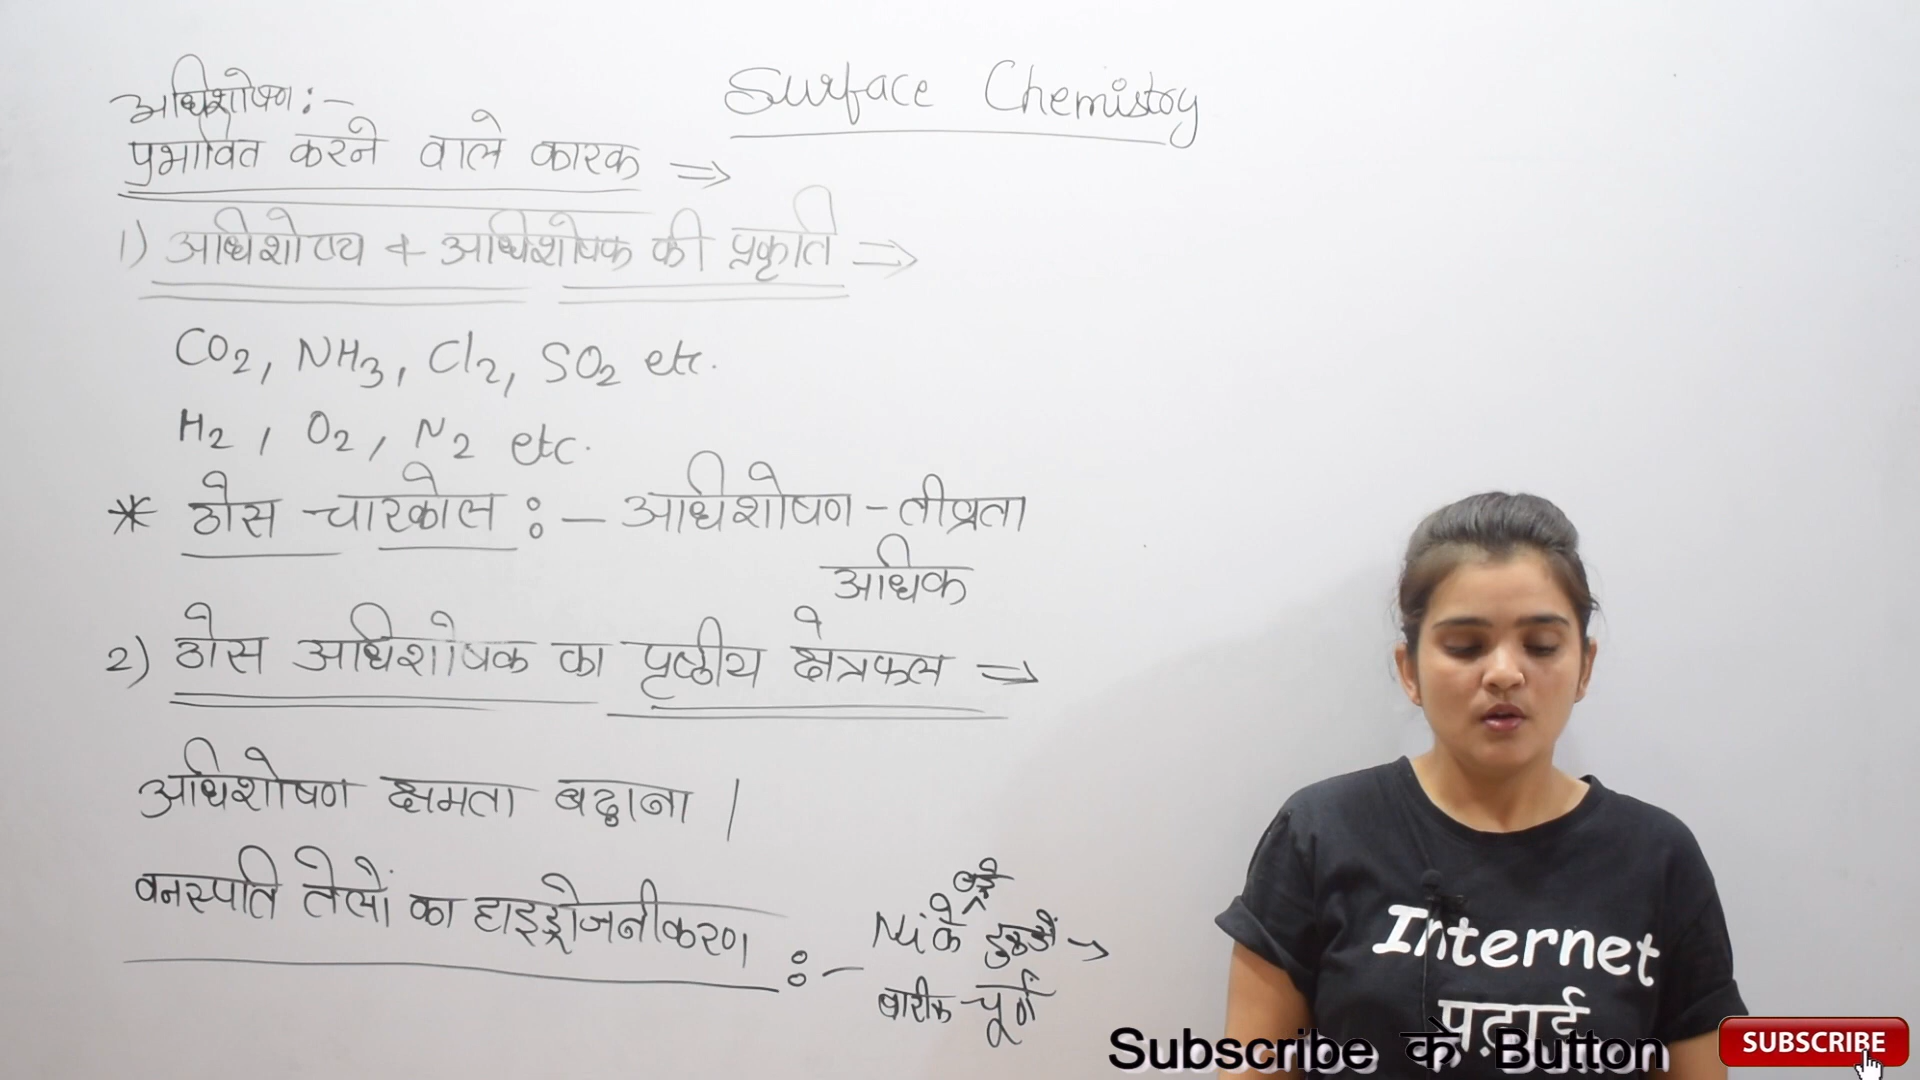 Surface Chemistry
अधिशोषण :-
प्रभावित करने वाले कारक ⇒
1) अधिशोष्य + अधिशोषक की प्रकृति ⇒
CO2, NH3, Cl2, SO2 etc.
H2, O2, N2 etc.
* ठोस चारकोल :- अधिशोषण - तीव्रता
अधिक
2) ठोस अधिशोषक का पृष्ठीय क्षेत्रफल ⇒
अधिशोषण क्षमता बढ़ाना |
वनस्पति तेलों का हाइड्रोजनीकरण :-
Ni के बड़े टुकड़ों →
बारीक चूर्ण
Internet
पढ़ाई
Subscribe के Button
SUBSCRIBE